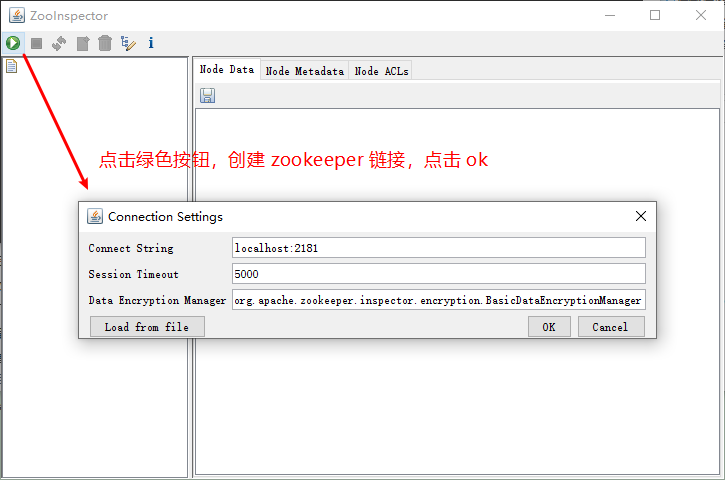 ZooInspector
Node Data
Node Metadata
Node ACLs
点击绿色按钮，创建 zookeeper 链接，点击 ok
Connection Settings
Connect String
localhost:2181
Session Timeout
5000
Data Encryption Manager
org.apache.zookeeper.inspector.encryption.BasicDataEncryptionManager
Load from file
OK
Cancel